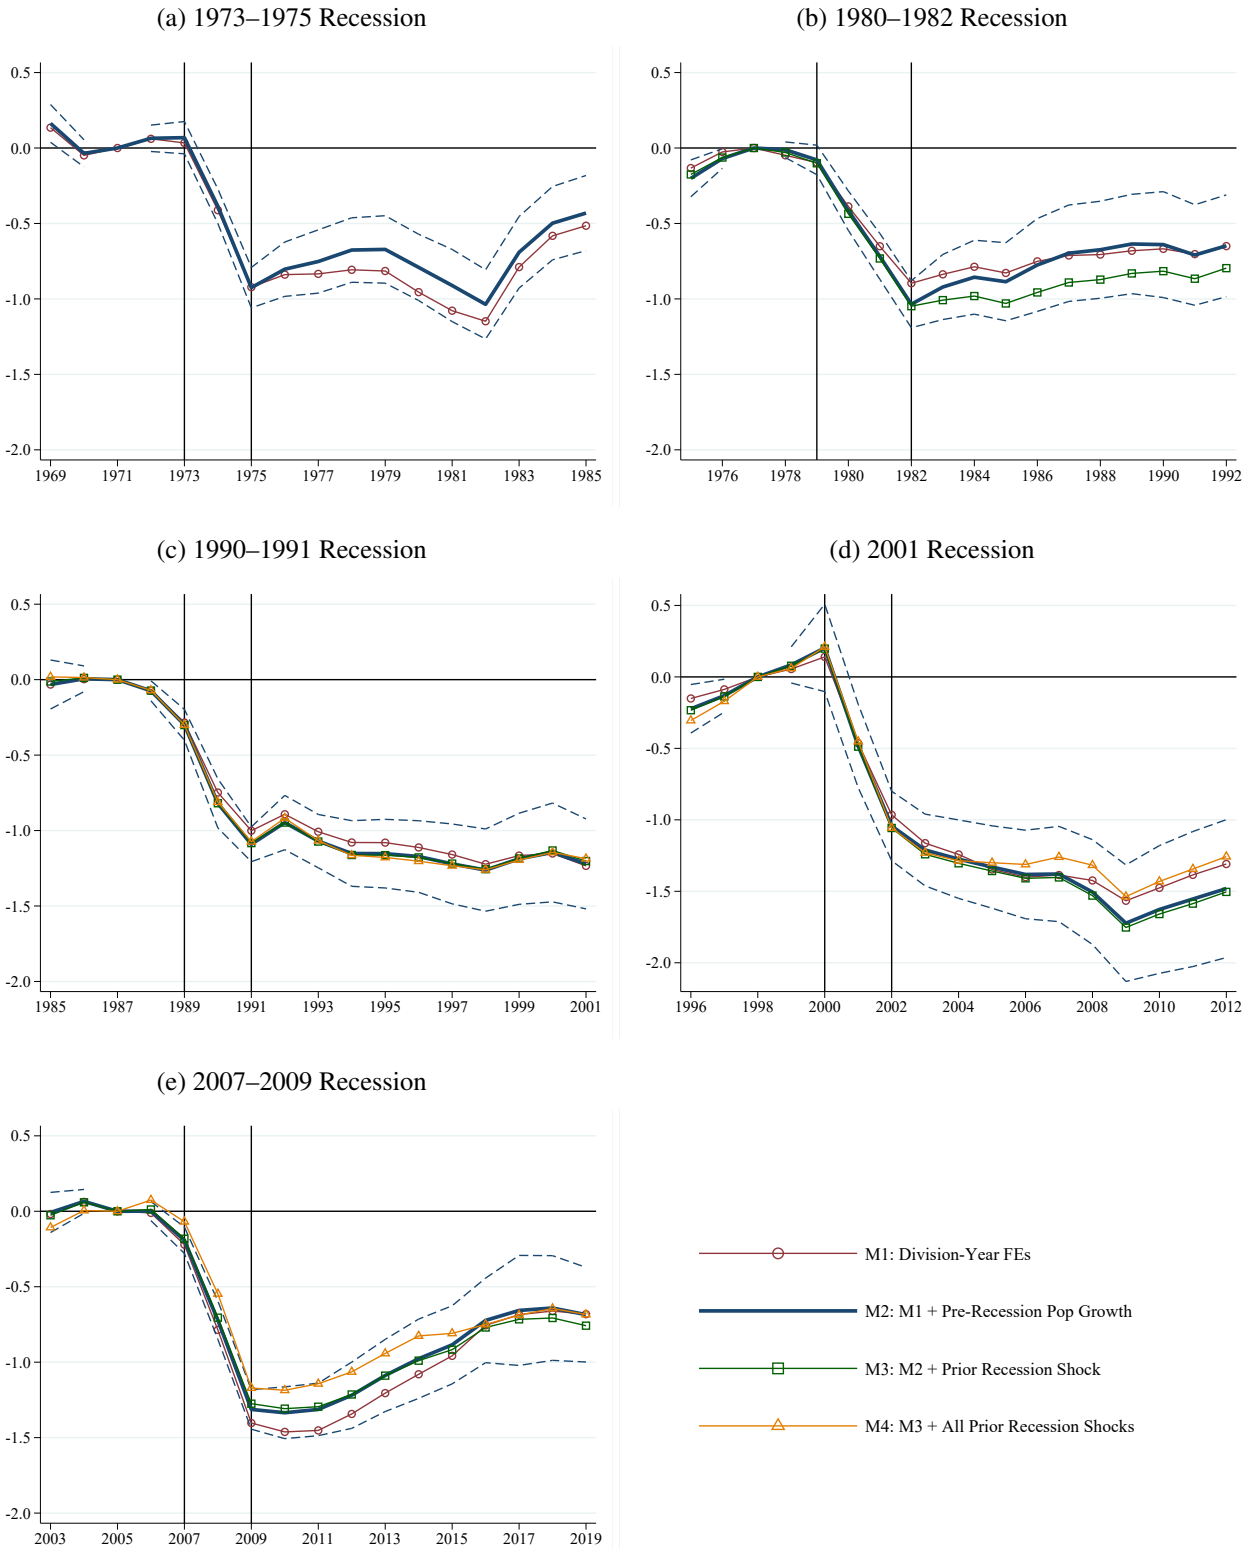 (a) 1973–1975 Recession
0.5
0.0
-0.5
-1.0
-1.5
-2.0
1969 1971 1973 1975 1977 1979 1981 1983 1985
(b) 1980–1982 Recession
0.5
0.0
-0.5
-1.0
-1.5
-2.0
1976 1978 1980 1982 1984 1986 1988 1990 1992
(c) 1990–1991 Recession
0.5
0.0
-0.5
-1.0
-1.5
-2.0
1985 1987 1989 1991 1993 1995 1997 1999 2001
(d) 2001 Recession
0.5
0.0
-0.5
-1.0
-1.5
-2.0
1996 1998 2000 2002 2004 2006 2008 2010 2012
(e) 2007–2009 Recession
0.5
0.0
-0.5
-1.0
-1.5
-2.0
2003 2005 2007 2009 2011 2013 2015 2017 2019
M1: Division-Year FEs
M2: M1 + Pre-Recession Pop Growth
M3: M2 + Prior Recession Shock
M4: M3 + All Prior Recession Shocks